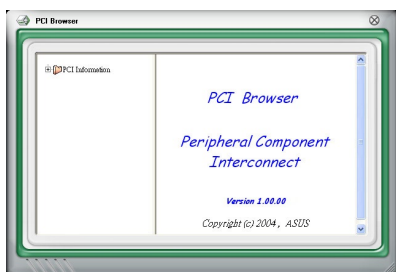 PCI Browser
PCI Information
PCI Browser
Peripheral Component
Interconnect
Version 1.00.00
Copyright (c) 2004, ASUS